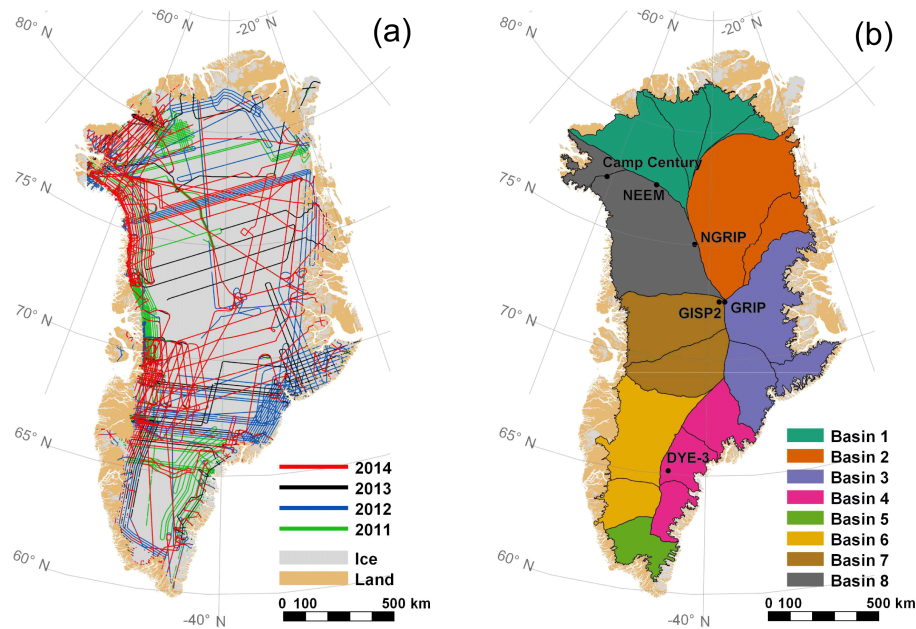 (a)
80° N
-60° N
-20° N
75° N
70° N
65° N
60° N
-40° N
2014
2013
2012
2011
Ice
Land
0 100 500 km
(b)
80° N
-60° N
-20° N
75° N
70° N
65° N
60° N
-40° N
Camp Century
NEEM
NGRIP
GRIP
GISP2
DYE-3
Basin 1
Basin 2
Basin 3
Basin 4
Basin 5
Basin 6
Basin 7
Basin 8
0 100 500 km